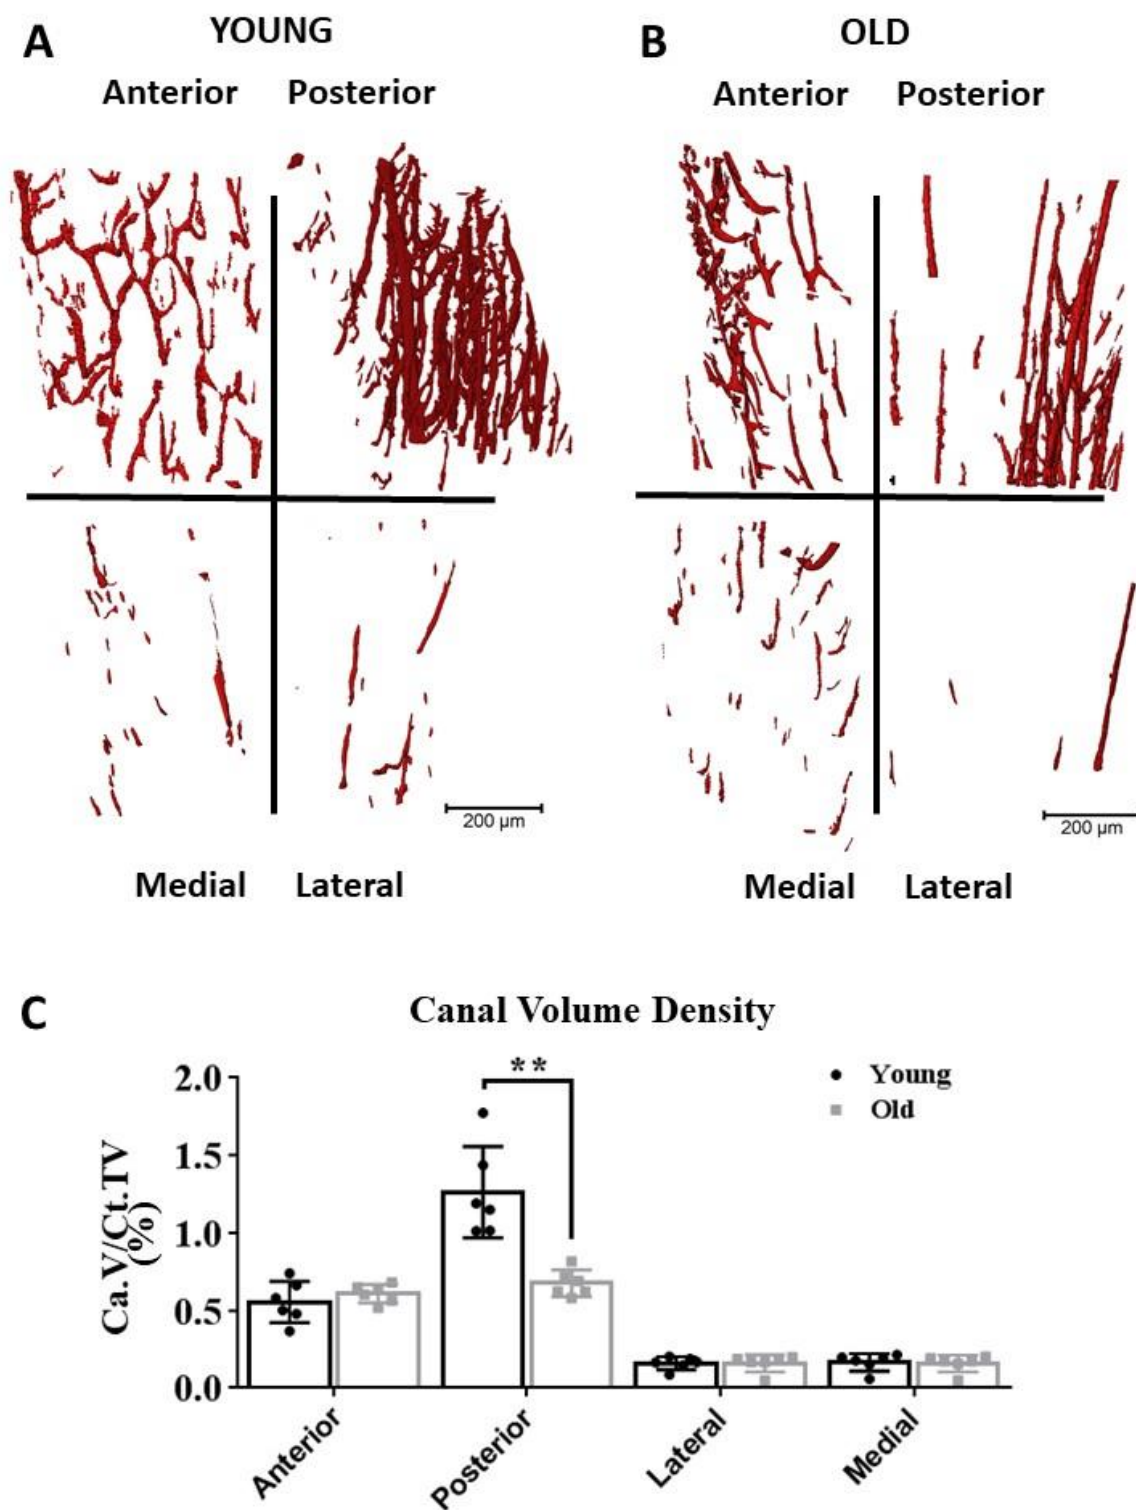 A YOUNG
Anterior Posterior
Medial Lateral
200 µm
B OLD
Anterior Posterior
Medial Lateral
200 µm
C Canal Volume Density
Ca.V/Ct.TV
(%)
2.0
1.5
1.0
0.5
0.0
**
Young
Old
Anterior
Posterior
Lateral
Medial